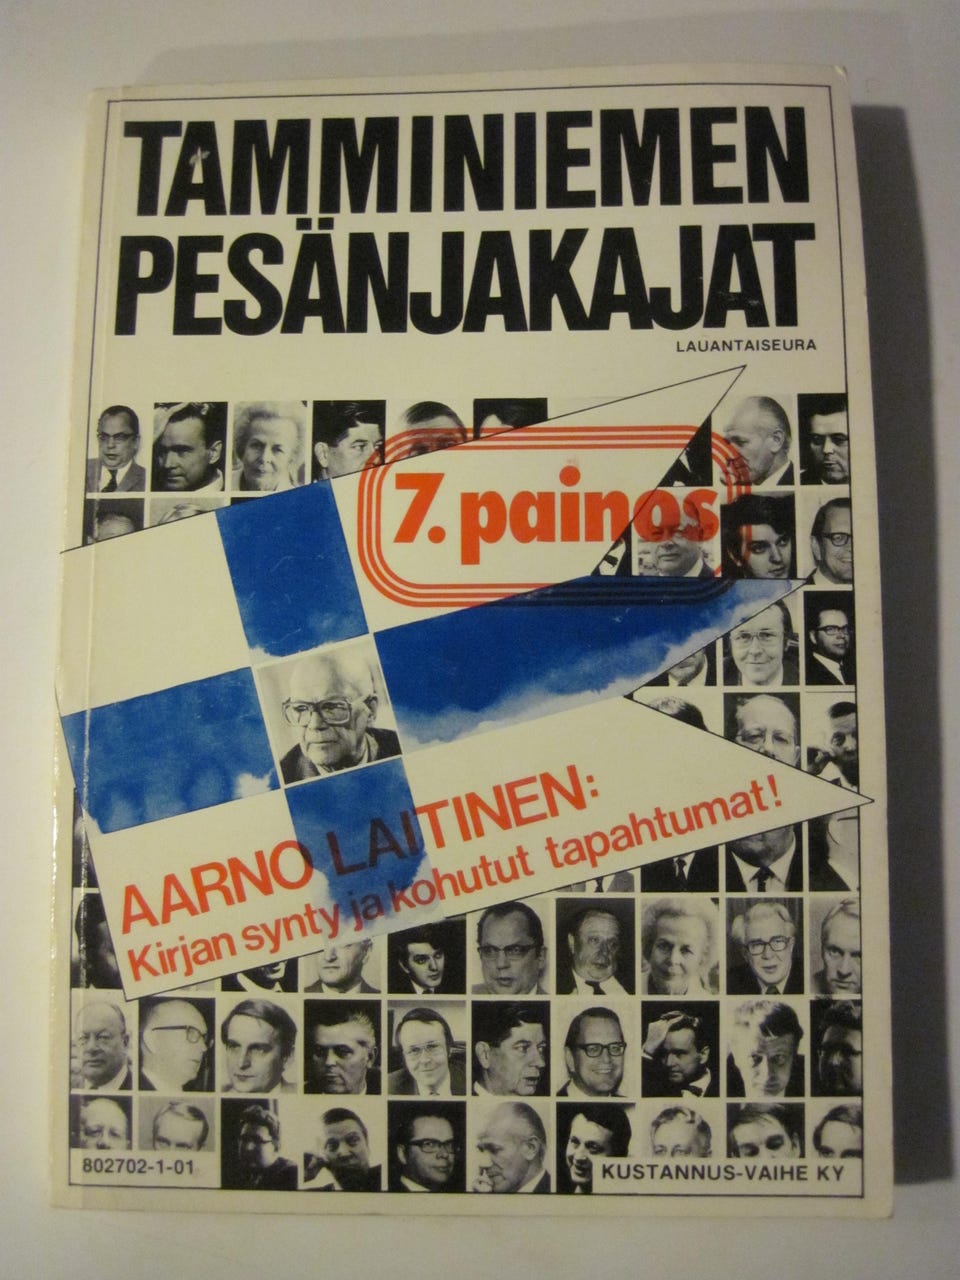 TAMMINIEMEN
PESÄNJAKAJAT
LAUANTAISEURA
7. painos
AARNO LAITINEN:
Kirjan synty ja kohutut tapahtumat!
802702-1-01
KUSTANNUS-VAIHE KY